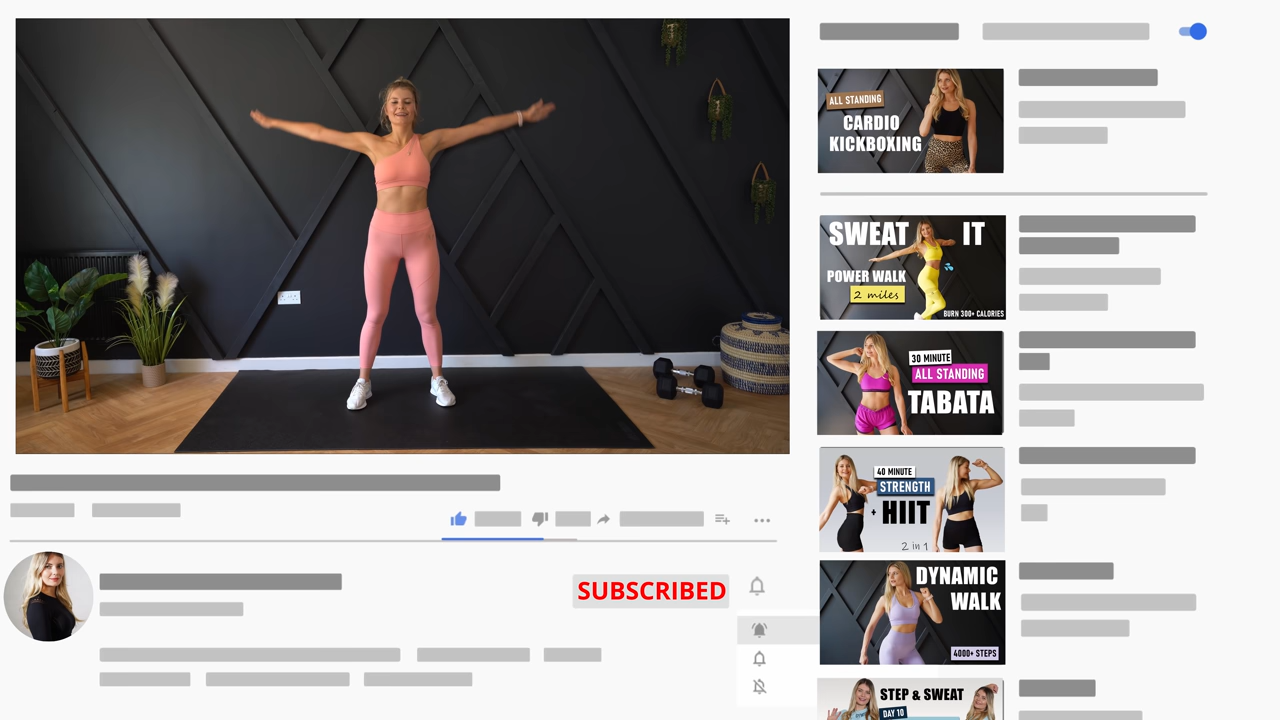 ALL STANDING
CARDIO
KICKBOXING
SWEAT IT
POWER WALK
2 miles
BURN 300+ CALORIES
30 MINUTE
ALL STANDING
TABATA
40 MINUTE
STRENGTH
+ HIIT
2 in 1
DYNAMIC
WALK
4000+ STEPS
SUBSCRIBED
STEP & SWEAT
DAY 10